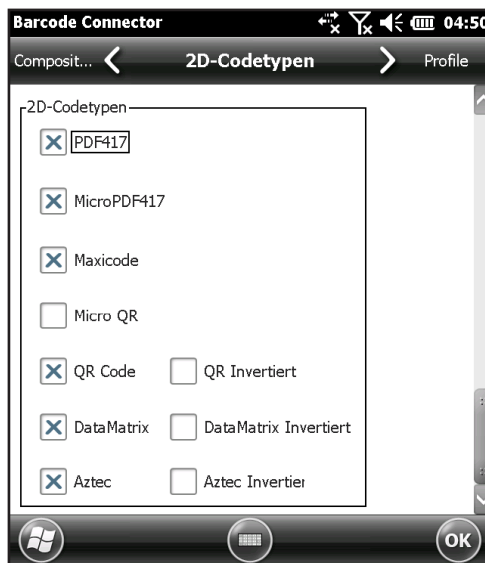 Barcode Connector 04:50
Composit... 2D-Codetypen Profile
2D-Codetypen
PDF417
MicroPDF417
Maxicode
Micro QR
QR Code QR Invertiert
DataMatrix DataMatrix Invertiert
Aztec Aztec Invertier
OK